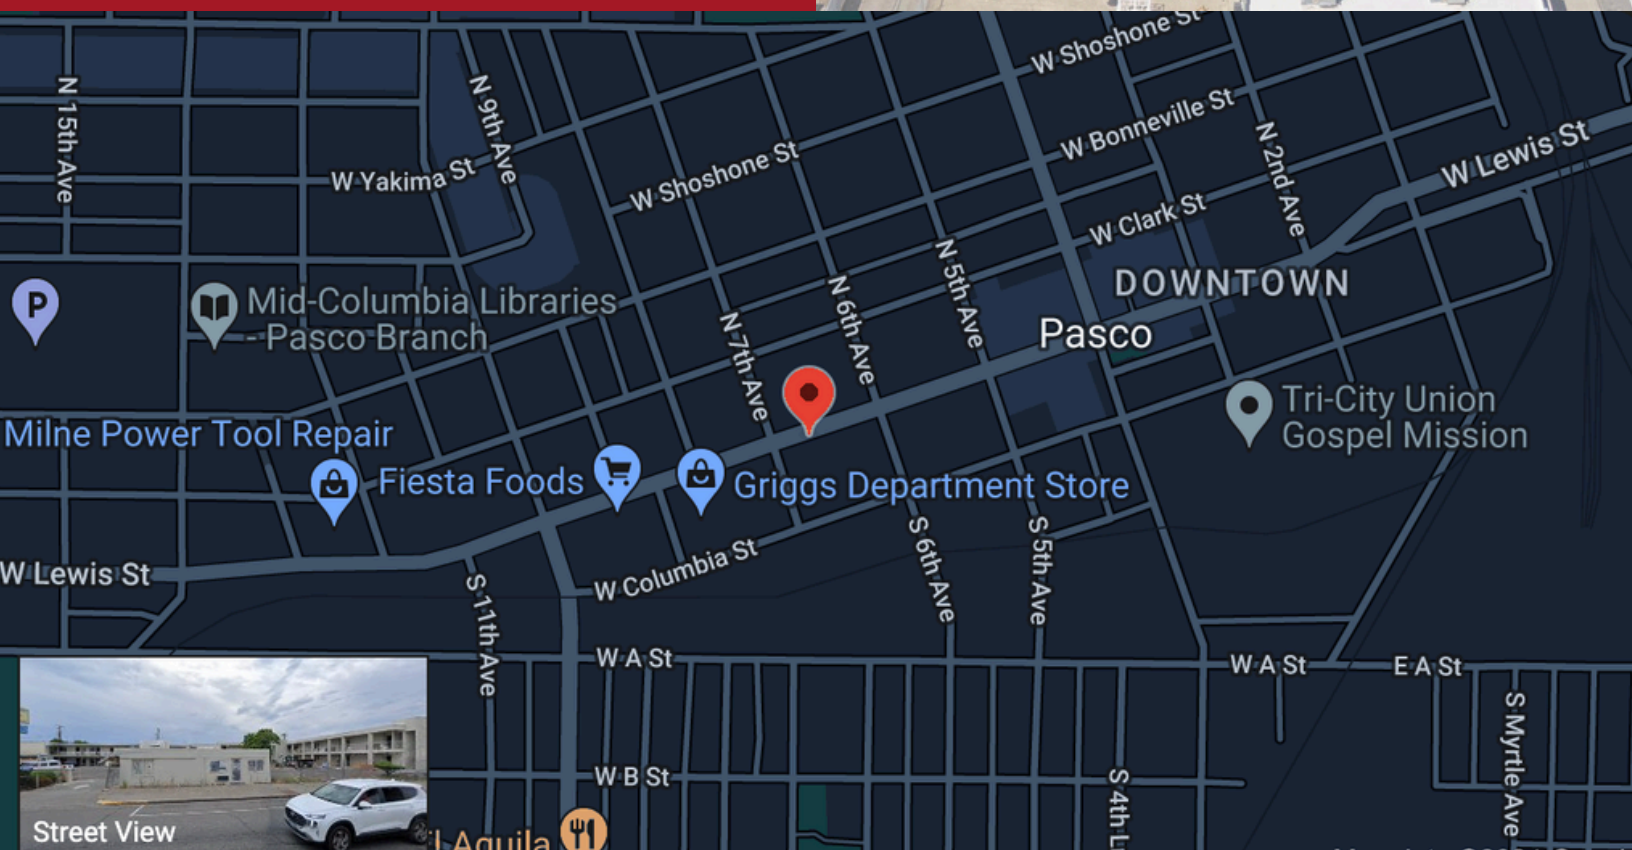 W Shoshone St
N 15th Ave
N 9th Ave
W Bonneville St
N 2nd Ave
W Lewis St
W Yakima St
W Shoshone St
W Clark St
N 5th Ave
DOWNTOWN
P
Mid-Columbia Libraries
- Pasco Branch
N 6th Ave
N 7th Ave
Pasco
Tri-City Union
Gospel Mission
Milne Power Tool Repair
Fiesta Foods
Griggs Department Store
W Lewis St
W Columbia St
S 6th Ave
S 5th Ave
S 11th Ave
W A St
W A St
E A St
S Myrtle Ave
W B St
S 4th
Street View
Aquila